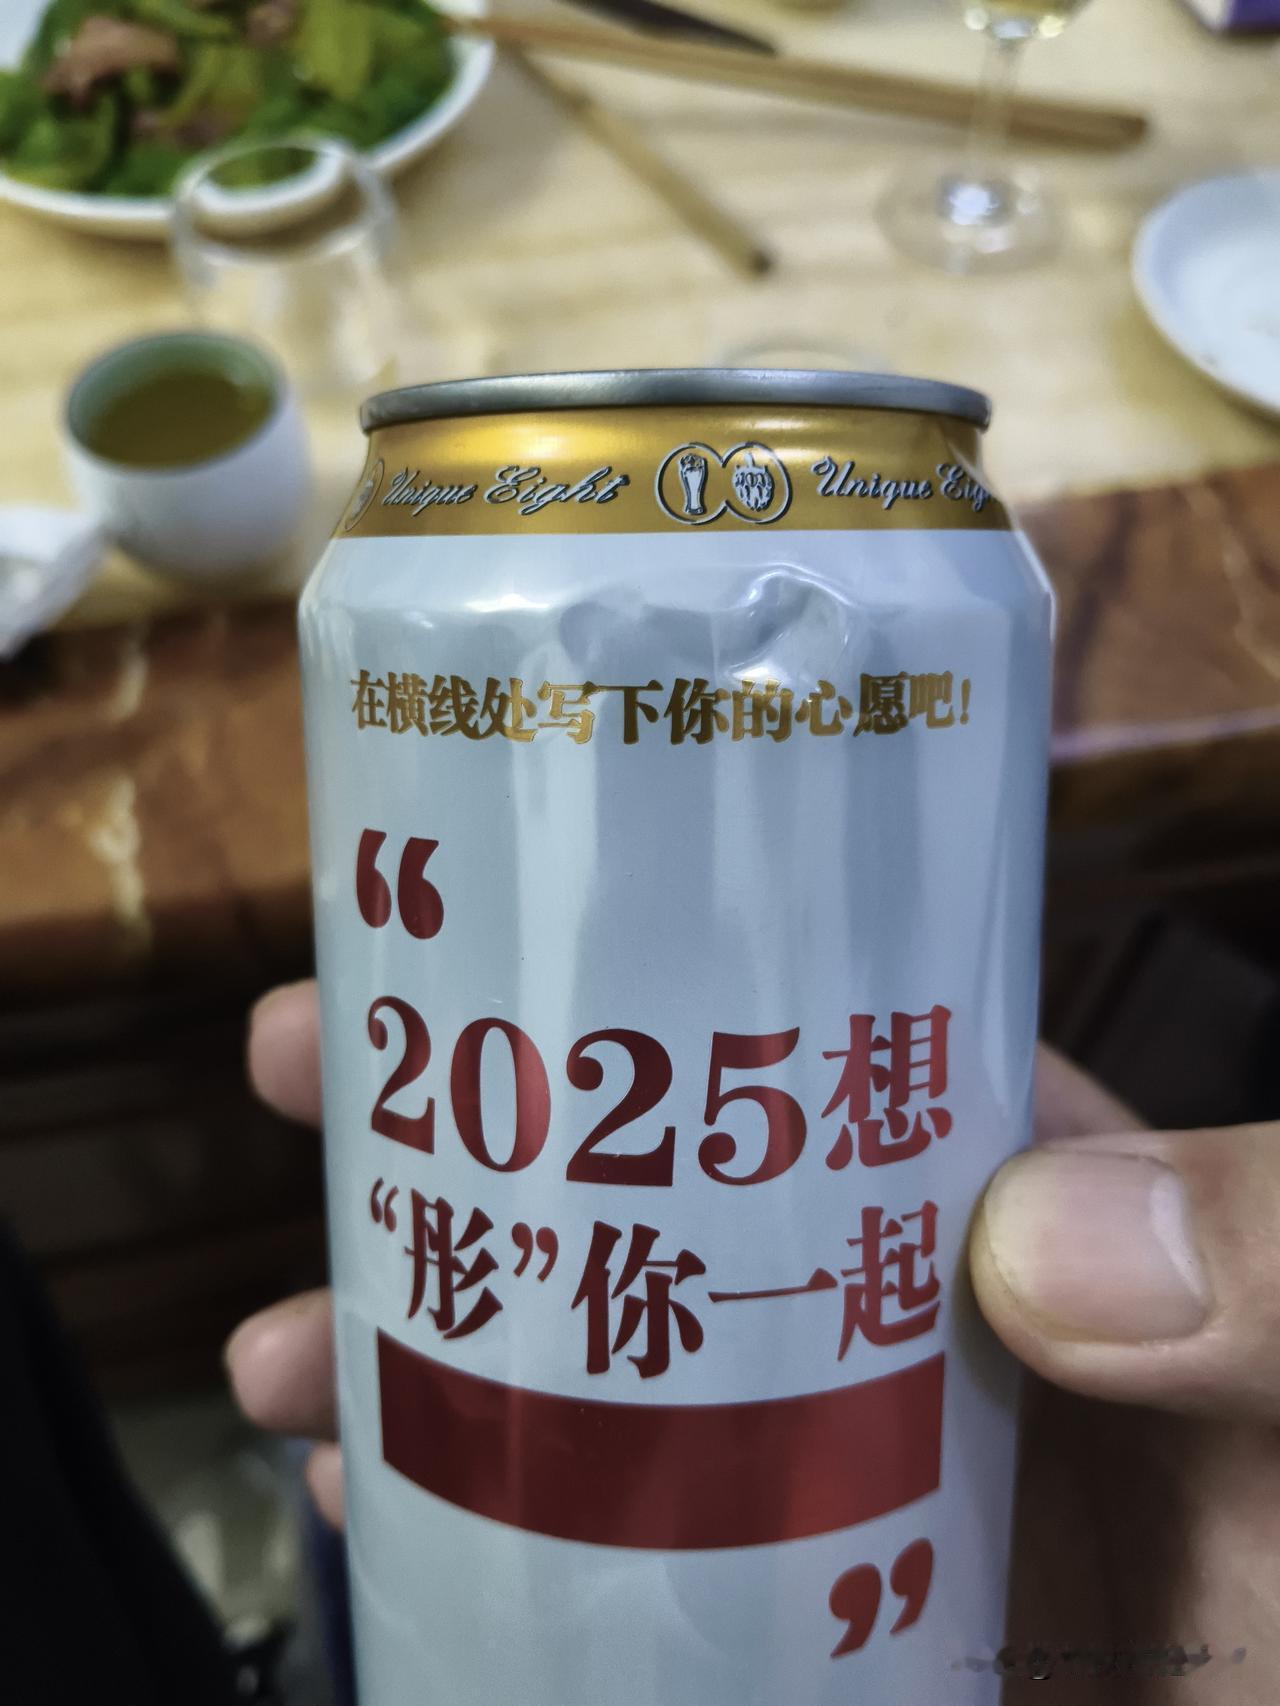 Unique Eight Unique Eig
在横线处写下你的心愿吧!
“
2025想
“彤”你一起
”